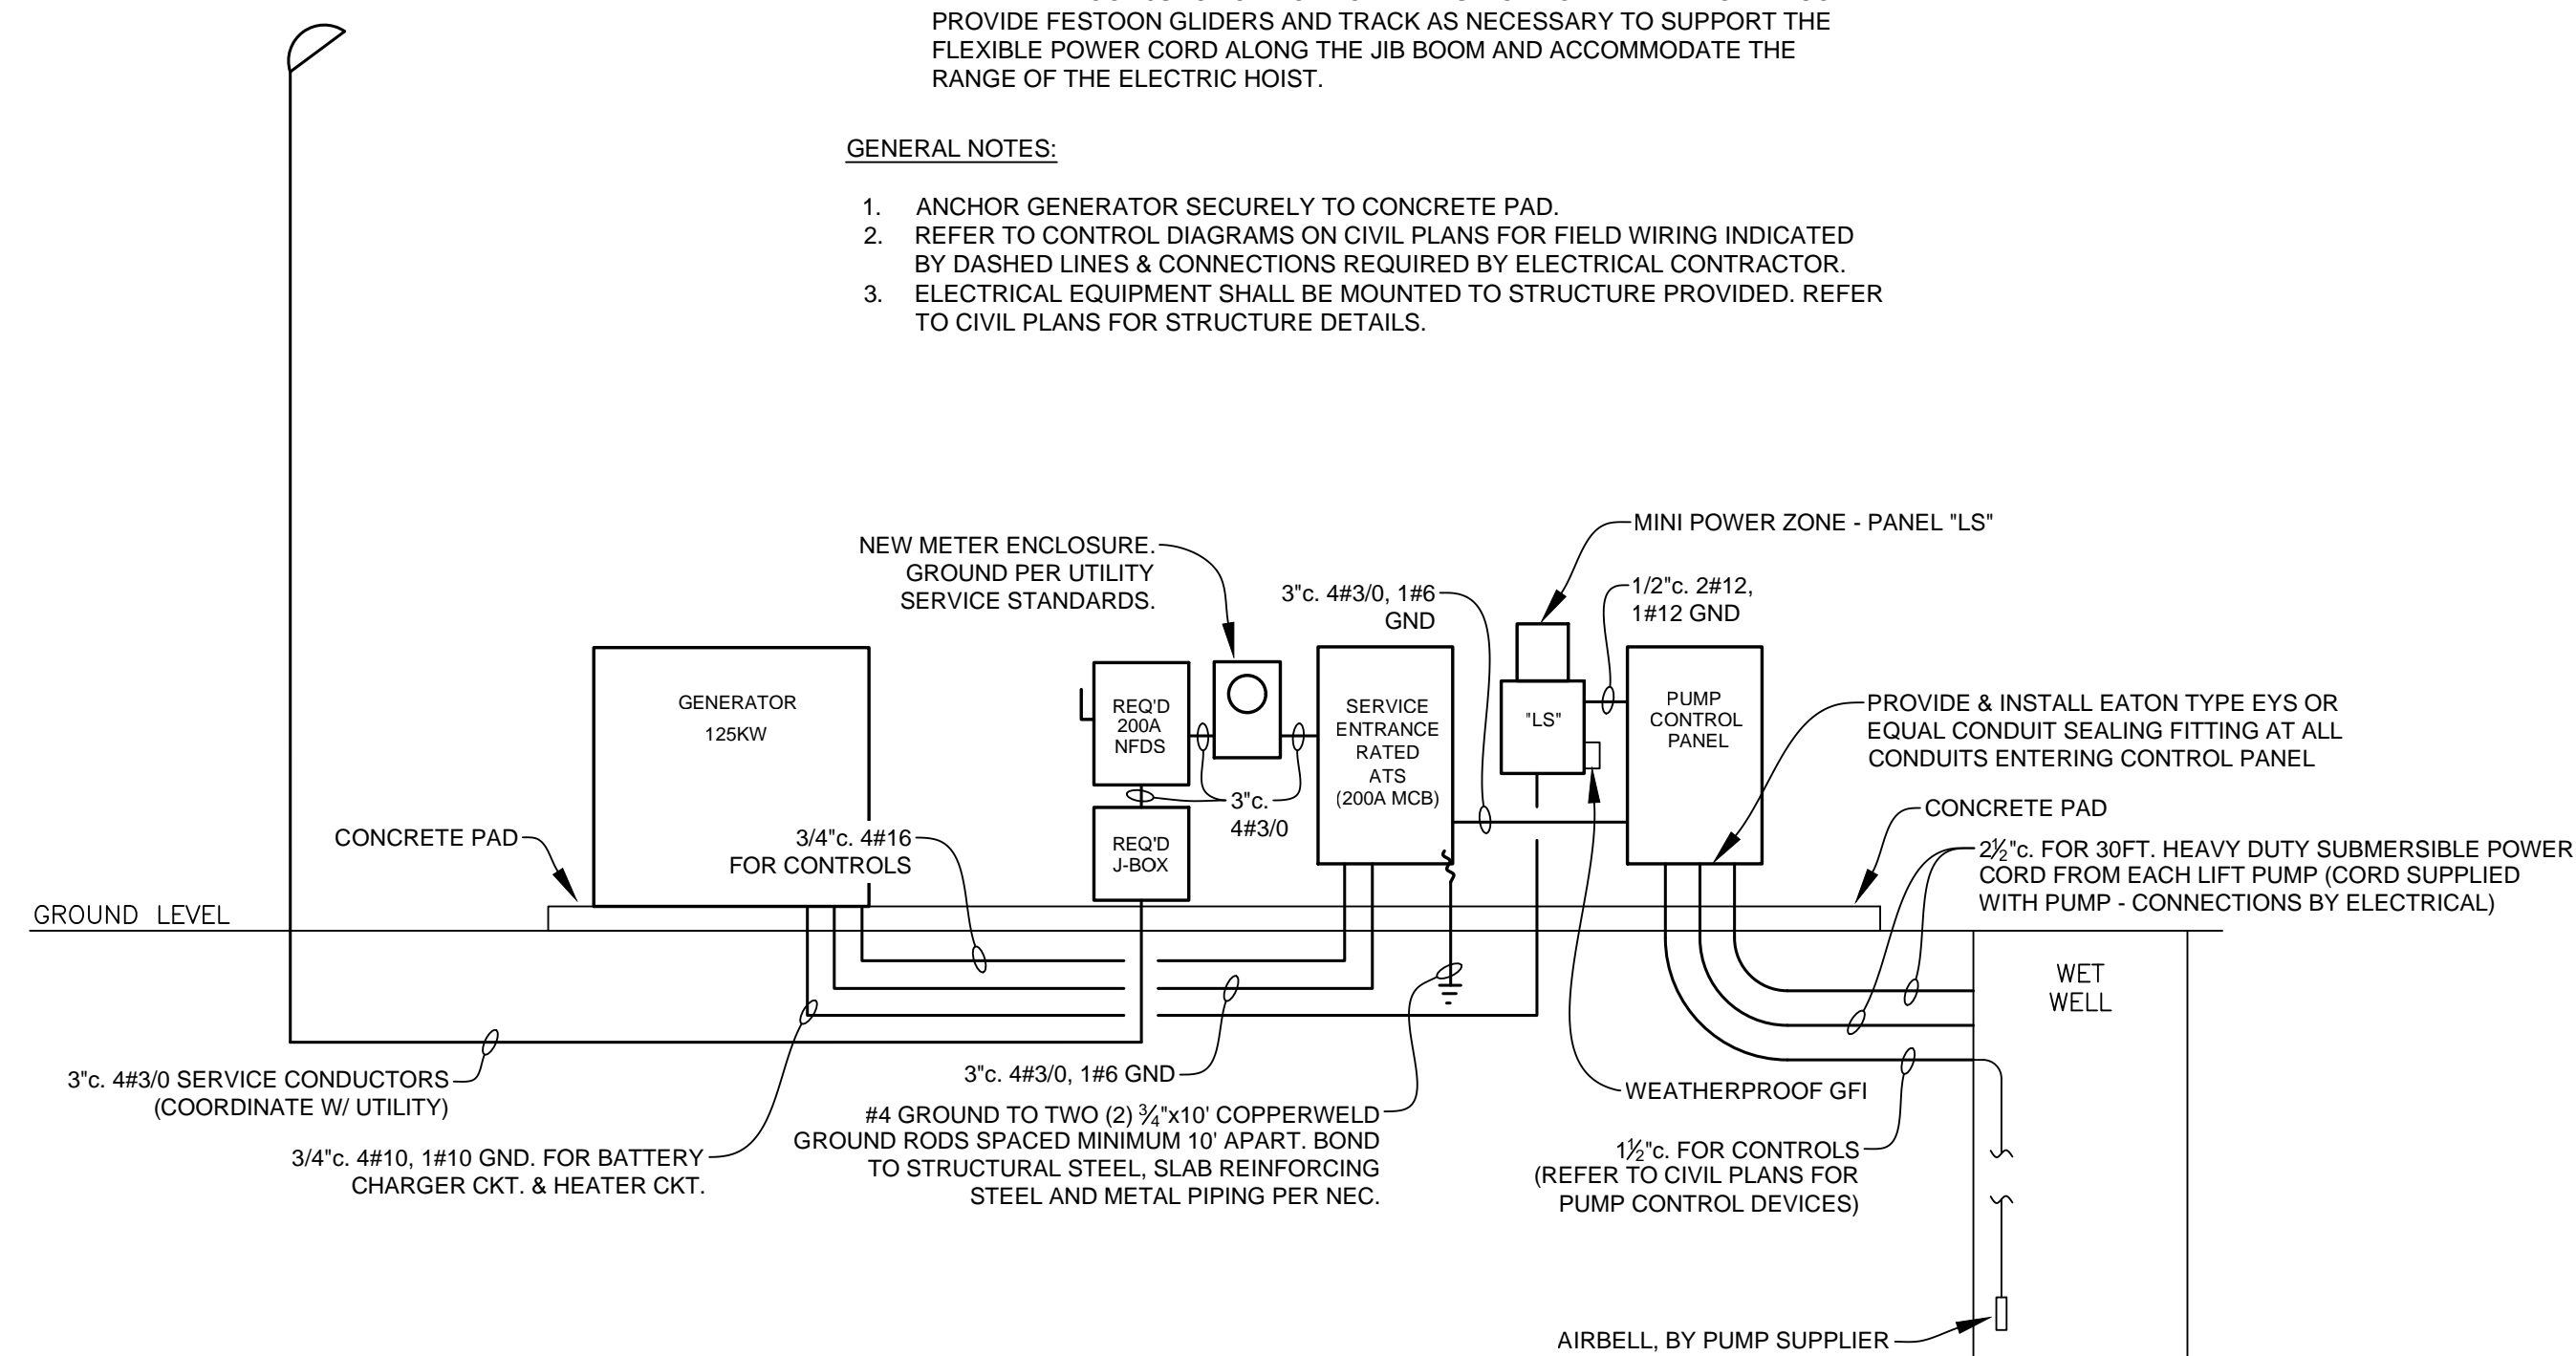 PROVIDE FESTOON GLIDERS AND TRACK AS NECESSARY TO SUPPORT THE
FLEXIBLE POWER CORD ALONG THE JIB BOOM AND ACCOMMODATE THE
RANGE OF THE ELECTRIC HOIST.
GENERAL NOTES:
1. ANCHOR GENERATOR SECURELY TO CONCRETE PAD.
2. REFER TO CONTROL DIAGRAMS ON CIVIL PLANS FOR FIELD WIRING INDICATED
BY DASHED LINES & CONNECTIONS REQUIRED BY ELECTRICAL CONTRACTOR.
3. ELECTRICAL EQUIPMENT SHALL BE MOUNTED TO STRUCTURE PROVIDED. REFER
TO CIVIL PLANS FOR STRUCTURE DETAILS.
MINI POWER ZONE - PANEL "LS"
NEW METER ENCLOSURE.
GROUND PER UTILITY
SERVICE STANDARDS.
3"c. 4#3/0, 1#6
GND
1/2"c. 2#12,
1#12 GND
GENERATOR
125KW
REQ'D
200A
NFDS
SERVICE
ENTRANCE
RATED
ATS
(200A MCB)
"LS"
PUMP
CONTROL
PANEL
PROVIDE & INSTALL EATON TYPE EYS OR
EQUAL CONDUIT SEALING FITTING AT ALL
CONDUITS ENTERING CONTROL PANEL
3"c.
4#3/0
CONCRETE PAD
3/4"c. 4#16
FOR CONTROLS
REQ'D
J-BOX
CONCRETE PAD
2½"c. FOR 30FT. HEAVY DUTY SUBMERSIBLE POWER
CORD FROM EACH LIFT PUMP (CORD SUPPLIED
WITH PUMP - CONNECTIONS BY ELECTRICAL)
GROUND LEVEL
WET
WELL
3"c. 4#3/0 SERVICE CONDUCTORS
(COORDINATE W/ UTILITY)
3"c. 4#3/0, 1#6 GND
WEATHERPROOF GFI
#4 GROUND TO TWO (2) ¾"x10' COPPERWELD
GROUND RODS SPACED MINIMUM 10' APART. BOND
TO STRUCTURAL STEEL, SLAB REINFORCING
STEEL AND METAL PIPING PER NEC.
3/4"c. 4#10, 1#10 GND. FOR BATTERY
CHARGER CKT. & HEATER CKT.
1½"c. FOR CONTROLS
(REFER TO CIVIL PLANS FOR
PUMP CONTROL DEVICES)
AIRBELL, BY PUMP SUPPLIER